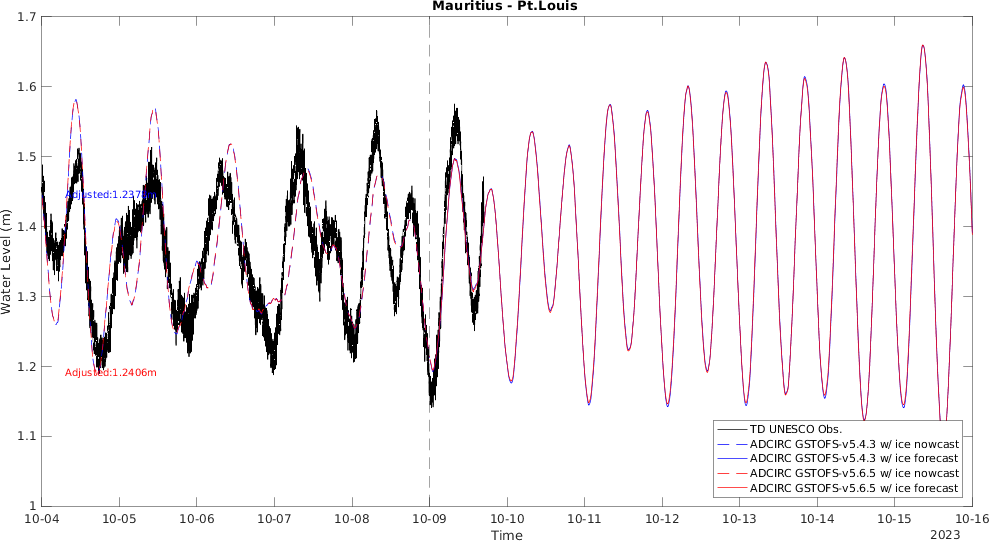 Mauritius - Pt.Louis
1.7
1.6
1.5
1.4
1.3
1.2
1.1
1
Water Level (m)
Adjusted:1.2406m
TD UNESCO Obs.
ADCIRC GSTOFS-v5.4.3 w/ ice nowcast
ADCIRC GSTOFS-v5.4.3 w/ ice forecast
ADCIRC GSTOFS-v5.6.5 w/ ice nowcast
ADCIRC GSTOFS-v5.6.5 w/ ice forecast
10-04 10-05 10-06 10-07 10-08 10-09 10-10 10-11 10-12 10-13 10-14 10-15 10-16
Time
2023